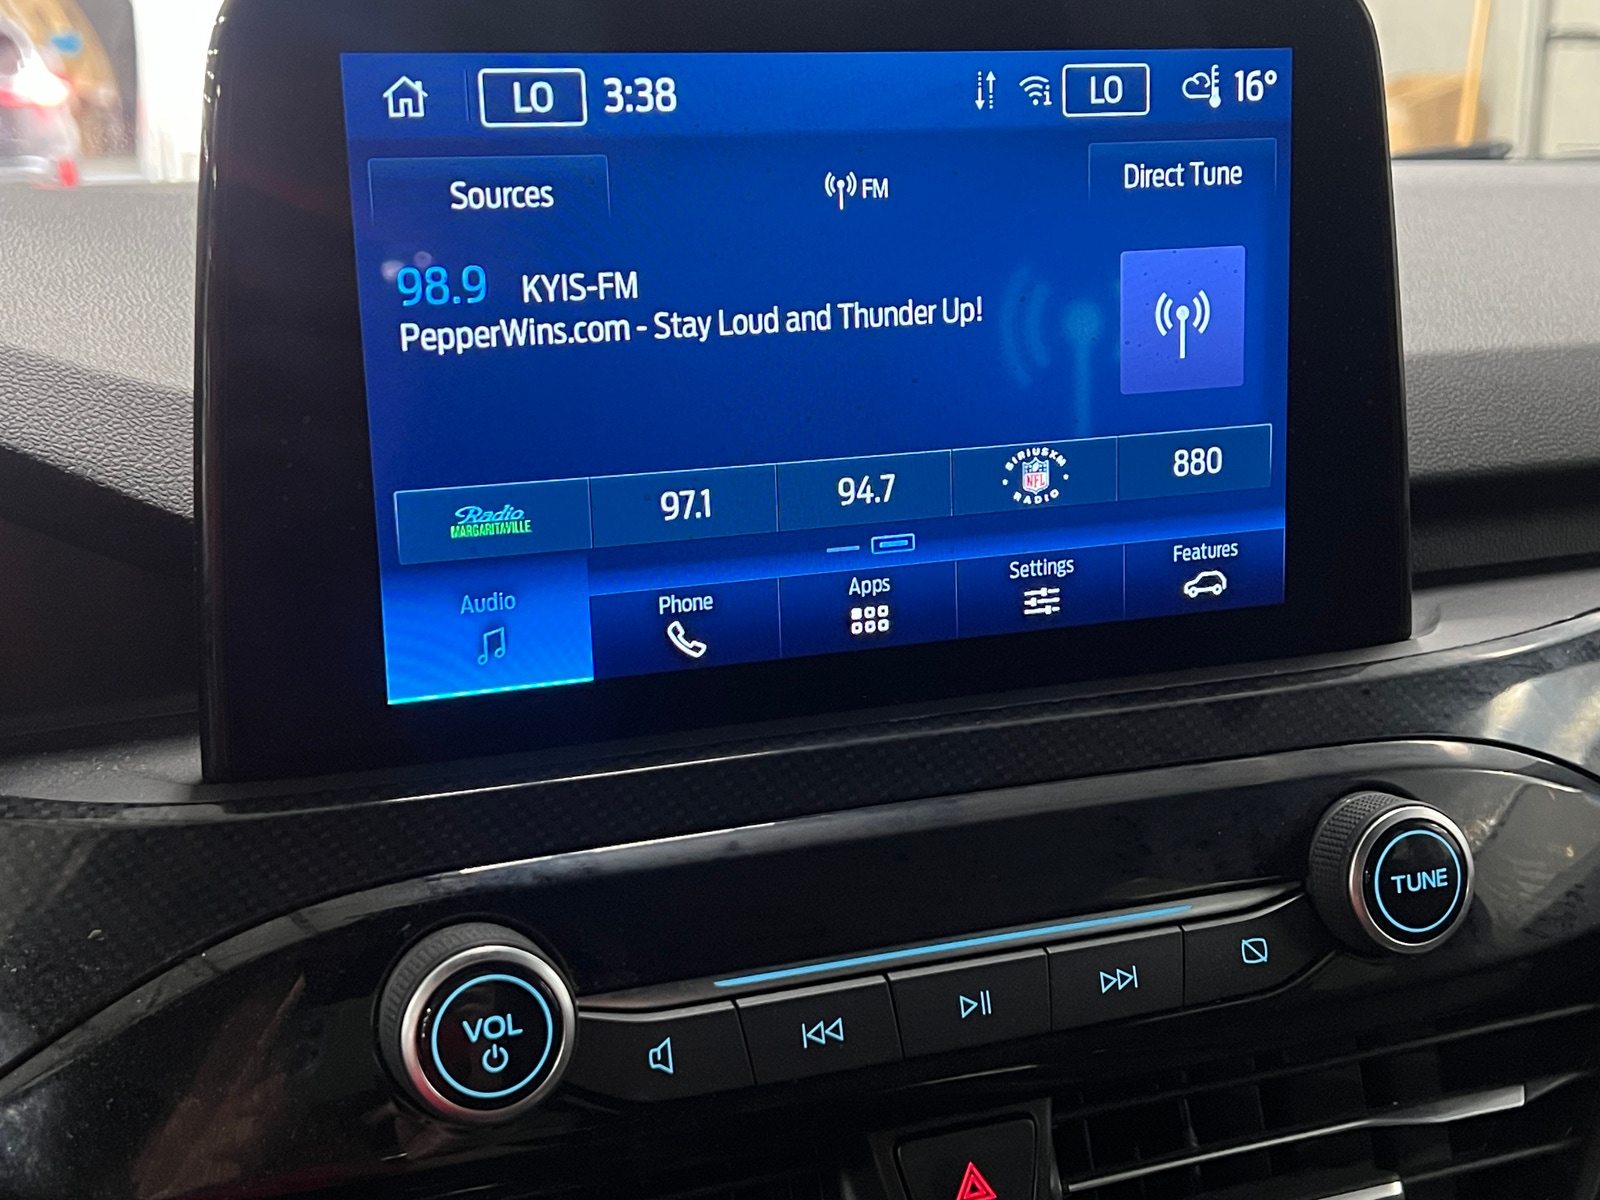 LO 3:38 LO 16°
Sources FM Direct Tune
98.9 KYIS-FM
PepperWins.com - Stay Loud and Thunder Up!
Radio MARGARITAVILLE
97.1
94.7
SIRIUSXM NFL RADIO
880
Audio
Phone
Apps
Settings
Features
VOL
TUNE